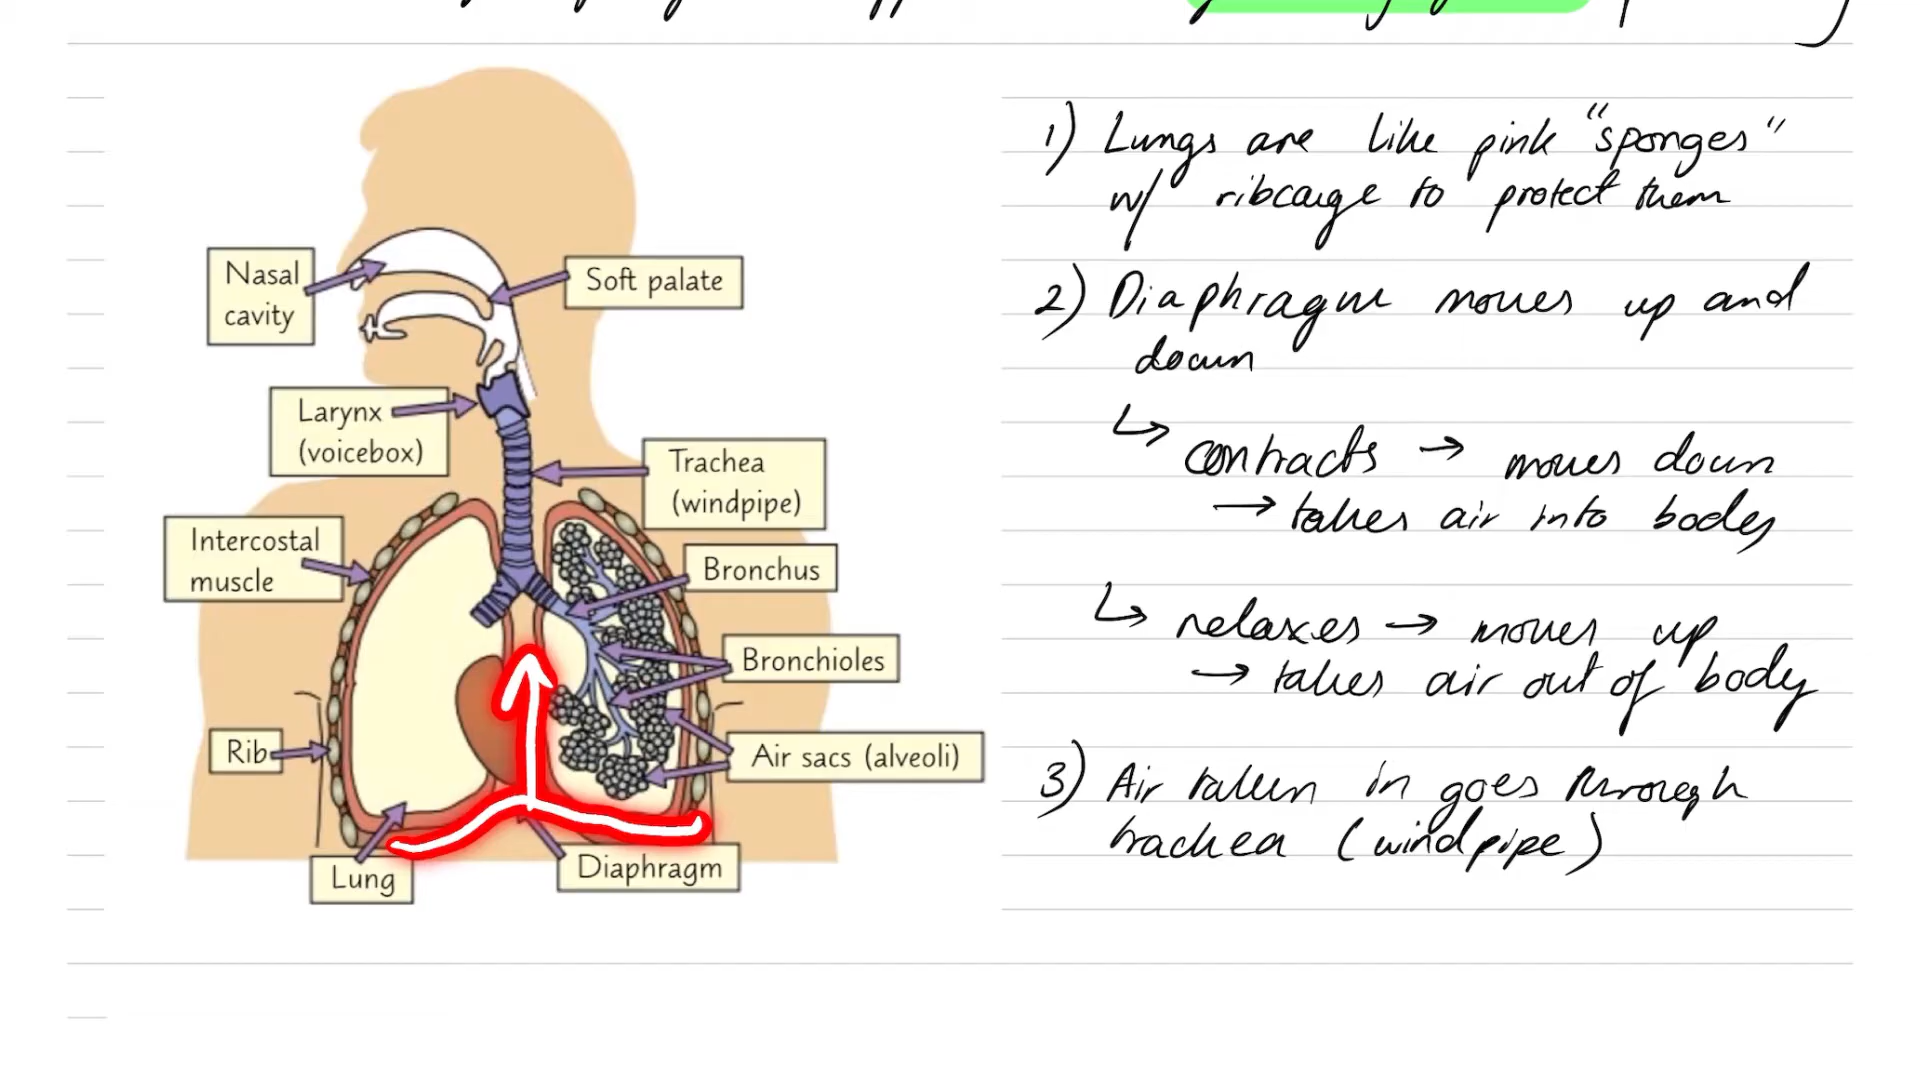 1) Lungs are like pink "sponges"
w/ ribcage to protect them
Nasal
cavity
Soft palate
2) Diaphragm moves up and
down
Larynx
(voicebox)
contracts → moves down
Trachea
(windpipe)
→ takes air into body
Intercostal
muscle
Bronchus
↳ relaxes → moves up
Bronchioles
→ takes air out of body
Rib
Air sacs (alveoli)
3) Air taken in goes through
trachea (windpipe)
Lung
Diaphragm